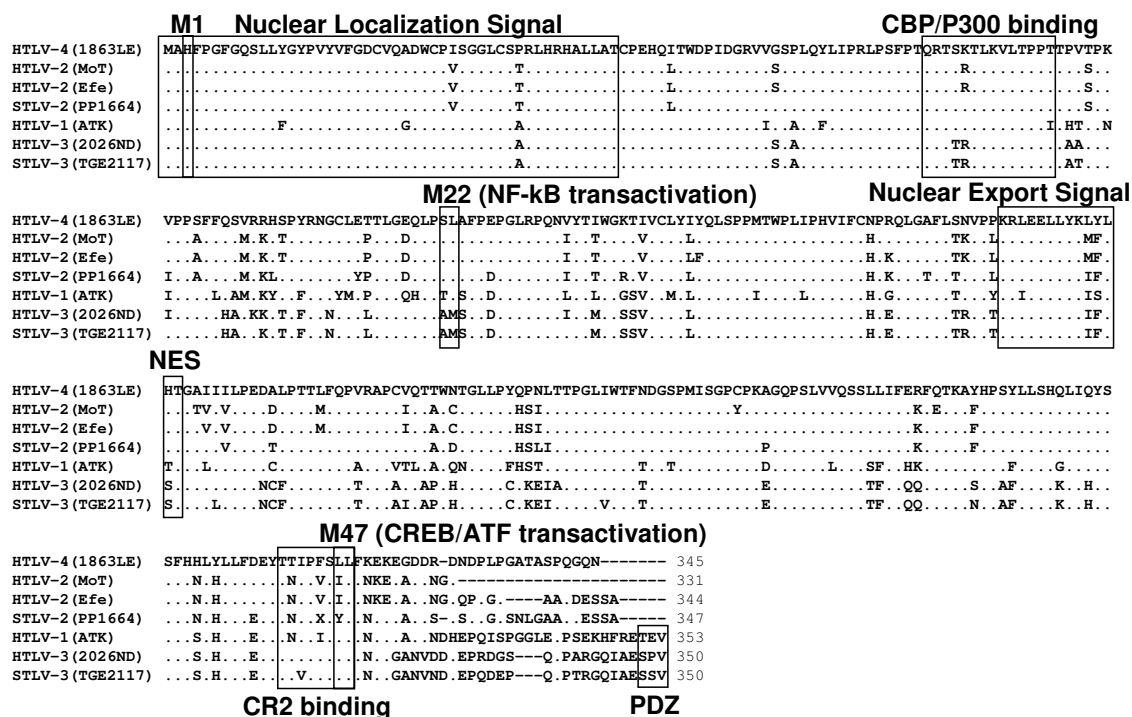 M1 Nuclear Localization Signal CBP/P300 binding
HTLV-4(1863LE) MAHFPGFGQSLLYGYPVYVFGDCVQADWCPISGGLCSPRLHRHALLATCPEHQITWDPIDGRVVGSPLQYLIPRLPSFPTQRTSKTLKVLTPPTTPVTPK
HTLV-2(MoT) ..............................V......T...............L..........S...................R............S..
HTLV-2(Efe) ..............................V......T...............L..........S...................R............S..
STLV-2(PP1664) ..............................V......T...............L...........................................S..
HTLV-1(ATK) ............F............G...........A.........................I..A..F.......................I.HT..N
HTLV-3(2026ND) .....................................A..........................S.A................TR..........AA...
STLV-3(TGE2117) .....................................A..........................S.A................TR..........AT...
M22 (NF-kB transactivation) Nuclear Export Signal
HTLV-4(1863LE) VPPSFFQSVRRHSPYRNGCLETTLGEQLPSLAFPEPGLRPQNVYTIWGKTIVCLYIYQLSPPMTWPLIPHVIFCNPRQLGAFLSNVPPKRLEELLYKLYL
HTLV-2(MoT) ...A....M.K.T........P...D................I..T....V....L..................H........TK..L.........MF.
HTLV-2(Efe) ...A....M.K.T........P...D................I..T....V....LF.................H.K......TK..L.........MF.
STLV-2(PP1664) I..A....M.KL........YP...D........E.......I..T..R.V....L..................H.K...T..TK..L.........IF.
HTLV-1(ATK) I....L.AM.KY..F...YM.P...QH..T.S..D.......L..L..GSV..M.L......I....L......H.G......T...Y..I......IS.
HTLV-3(2026ND) I.....HA.KK.T.F..N...L.......AMS..D.......I..M..SSV....L..................H.E......TR..T.........IF.
STLV-3(TGE2117) ......HA..K.T.F..N...L.......AMS..D.......I..M..SSV....L..................H.E......TR..T.........IF.
NES
HTLV-4(1863LE) HTGAIIILPEDALPTTLFQPVRAPCVQTTWNTGLLPYQPNLTTPGLIWTFNDGSPMISGPCPKAGQPSLVVQSSLLIFERFQTKAYHPSYLLSHQLIQYS
HTLV-2(MoT) ...TV.V....D....M........I..A.C......HSI....................Y..................K.E...F..............
HTLV-2(Efe) ....V.V....D....M........I..A.C......HSI.......................................K.....F..............
STLV-2(PP1664) ......V....T................A.D......HSLI......................P...............K.....F..............
HTLV-1(ATK) T...L......C........A...VTL.A.QN....FHST..........T..T.........D......L...SF..HK.........F....G.....
HTLV-3(2026ND) S.........NCF.......T...A..AP.H.....C.KEIA........T............E..........TF..QQ.....S..AF....K..H..
STLV-3(TGE2117) S....L....NCF.......T...AI.AP.H.....C.KEI.....V...T............E..........TF..QQ.....N..AF....K..H..
M47 (CREB/ATF transactivation)
HTLV-4(1863LE) SFHHLYLLFDEYTTIPFSLLFKEKEGDDR-DNDPLPGATASPQGQN------- 345
HTLV-2(MoT) ...N.H.......N..V.I..NKE.A..NG.---------------------- 331
HTLV-2(Efe) ...N.H.......N..V.I..NKE.A..NG.QP.G.----AA.DESSA----- 344
STLV-2(PP1664) ...N.H...E...N..X.Y..N...A..S-.S..G.SNLGAA..ESSA----- 347
HTLV-1(ATK) ...S.H...E...N..I....N...A..NDHEPQISPGGLE.PSEKHFRETEV 353
HTLV-3(2026ND) ...S.H...E...........N..GANVDD.EPRDGS---Q.PARGQIAESPV 350
STLV-3(TGE2117) ...S.H...E....V......N..GANVND.EPQDEP---Q.PTRGQIAESSV 350
CR2 binding PDZ